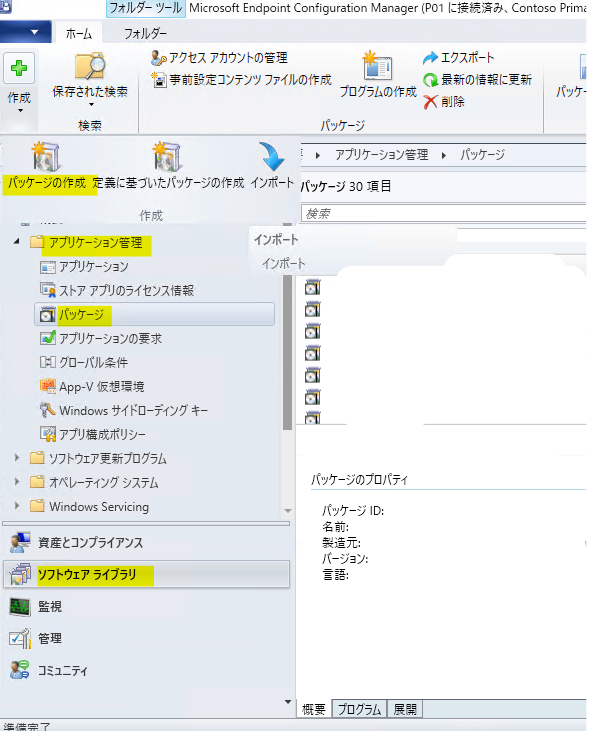 フォルダー ツール
Microsoft Endpoint Configuration Manager (P01 に接続済み、Contoso Prima
ホーム
フォルダー
作成
保存された検索
検索
アクセス アカウントの管理
事前設定コンテンツ ファイルの作成
プログラムの作成
エクスポート
最新の情報に更新
削除
パッケージ
パッケー
パッケージの作成
定義に基づいたパッケージの作成
インポート
作成
アプリケーション管理
パッケージ
パッケージ 30 項目
検索
インポート
インポート
アプリケーション管理
アプリケーション
ストア アプリのライセンス情報
パッケージ
アプリケーションの要求
グローバル条件
App-V 仮想環境
Windows サイドローディング キー
アプリ構成ポリシー
ソフトウェア更新プログラム
オペレーティング システム
Windows Servicing
資産とコンプライアンス
ソフトウェア ライブラリ
監視
管理
コミュニティ
パッケージのプロパティ
パッケージ ID:
名前:
製造元:
バージョン:
言語:
概要
プログラム
展開
準備完了